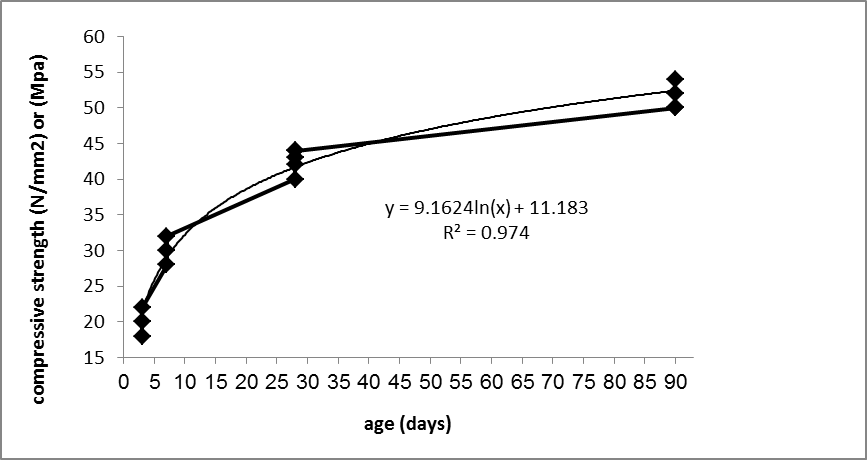 compressive strength (N/mm2) or (Mpa)
60
55
50
45
40
35
30
25
20
15
y = 9.1624ln(x) + 11.183
R² = 0.974
0 5 10 15 20 25 30 35 40 45 50 55 60 65 70 75 80 85 90
age (days)